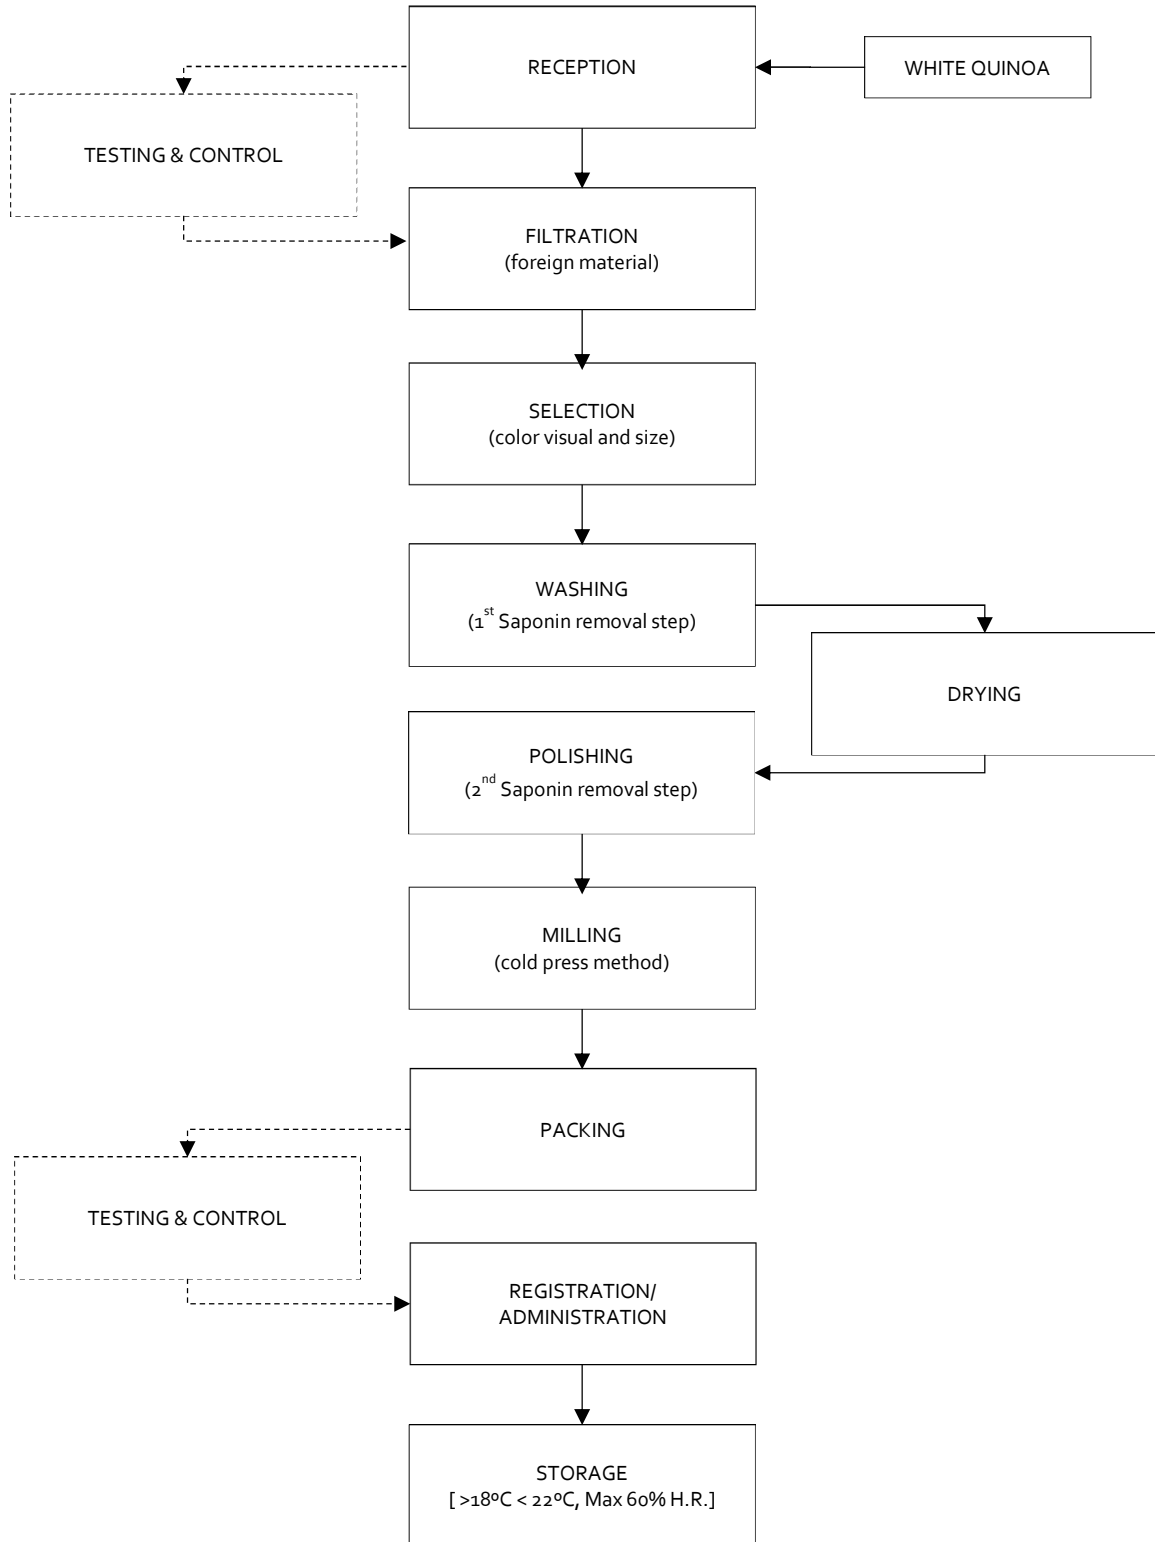 RECEPTION
WHITE QUINOA
TESTING & CONTROL
FILTRATION
(foreign material)
SELECTION
(color visual and size)
WASHING
(1st Saponin removal step)
DRYING
POLISHING
(2nd Saponin removal step)
MILLING
(cold press method)
PACKING
TESTING & CONTROL
REGISTRATION/
ADMINISTRATION
STORAGE
[ >18ºC < 22ºC, Max 60% H.R.]